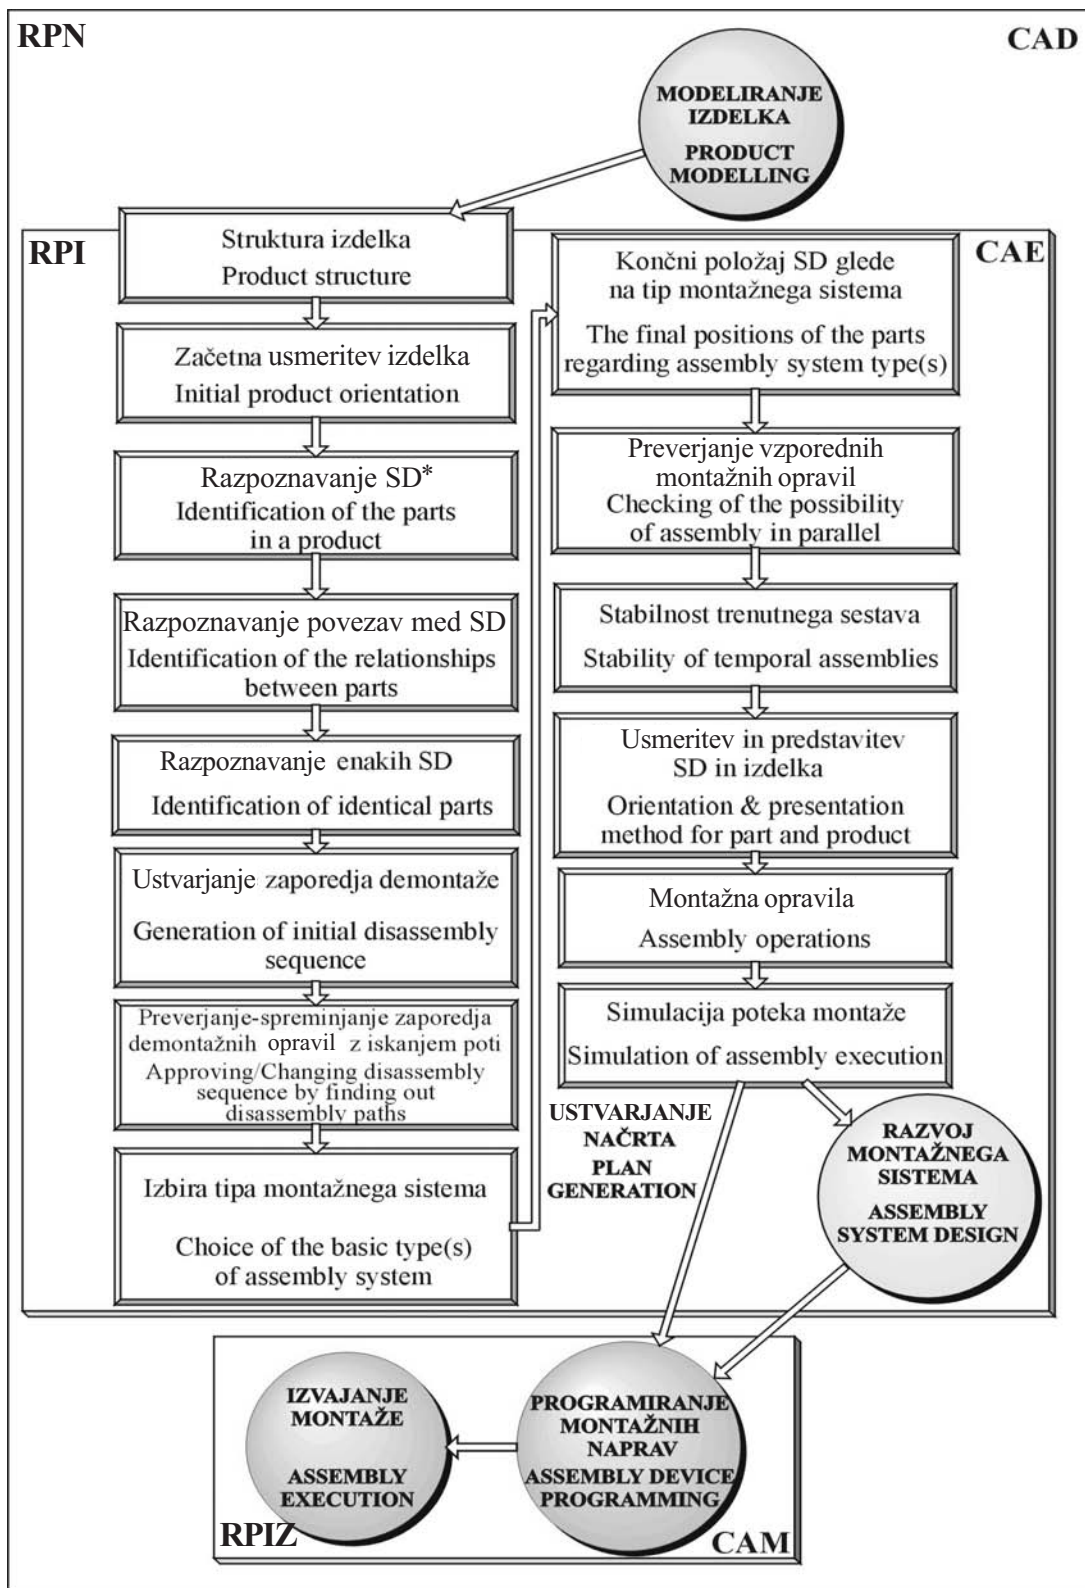 RPN
CAD
MODELIRANJE
IZDELKA
PRODUCT
MODELLING
RPI
CAE
Struktura izdelka
Product structure
Začetna usmeritev izdelka
Initial product orientation
Razpoznavanje SD*
Identification of the parts
in a product
Razpoznavanje povezav med SD
Identification of the relationships
between parts
Razpoznavanje enakih SD
Identification of identical parts
Ustvarjanje zaporedja demontaže
Generation of initial disassembly
sequence
Preverjanje-spreminjanje zaporedja
demontažnih opravil z iskanjem poti
Approving/Changing disassembly
sequence by finding out
disassembly paths
Izbira tipa montažnega sistema
Choice of the basic type(s)
of assembly system
Končni položaj SD glede
na tip montažnega sistema
The final positions of the parts
regarding assembly system type(s)
Preverjanje vzporednih
montažnih opravil
Checking of the possibility
of assembly in parallel
Stabilnost trenutnega sestava
Stability of temporal assemblies
Usmeritev in predstavitev
SD in izdelka
Orientation & presentation
method for part and product
Montažna opravila
Assembly operations
Simulacija poteka montaže
Simulation of assembly execution
USTVARJANJE
NAČRTA
PLAN
GENERATION
RAZVOJ
MONTAŽNEGA
SISTEMA
ASSEMBLY
SYSTEM DESIGN
IZVAJANJE
MONTAŽE
ASSEMBLY
EXECUTION
PROGRAMIRANJE
MONTAŽNIH
NAPRAV
ASSEMBLY DEVICE
PROGRAMMING
RPIZ
CAM